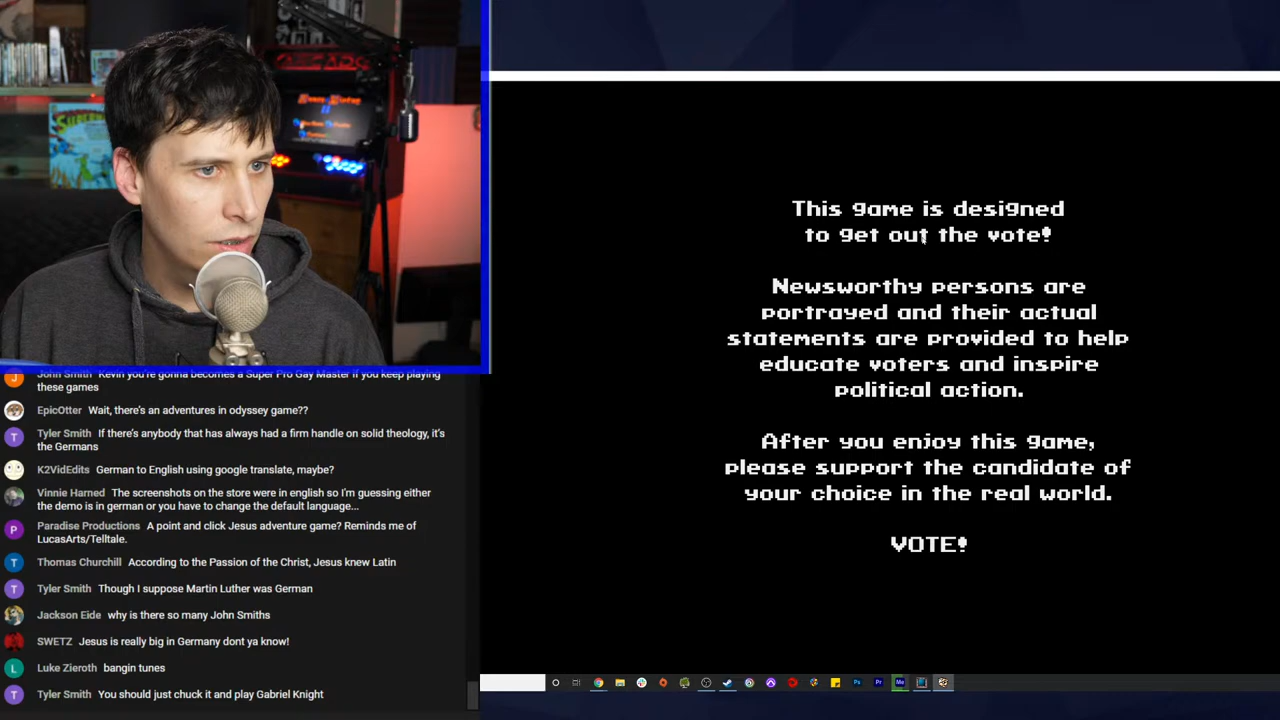 This game is designed
to get out the vote!
Newsworthy persons are
portrayed and their actual
statements are provided to help
educate voters and inspire
political action.
After you enjoy this game,
please support the candidate of
your choice in the real world.
VOTE!
John Smith Kevin you're gonna becomes a Super Pro Gay Master if you keep playing
these games
EpicOtter Wait, there's an adventures in odyssey game??
Tyler Smith If there's anybody that has always had a firm handle on solid theology, it's
the Germans
K2VidEdits German to English using google translate, maybe?
Vinnie Harned The screenshots on the store were in english so I'm guessing either
the demo is in german or you have to change the default language...
Paradise Productions A point and click Jesus adventure game? Reminds me of
LucasArts/Telltale.
Thomas Churchill According to the Passion of the Christ, Jesus knew Latin
Tyler Smith Though I suppose Martin Luther was German
Jackson Eide why is there so many John Smiths
SWETZ Jesus is really big in Germany dont ya know!
Luke Zieroth bangin tunes
Tyler Smith You should just chuck it and play Gabriel Knight